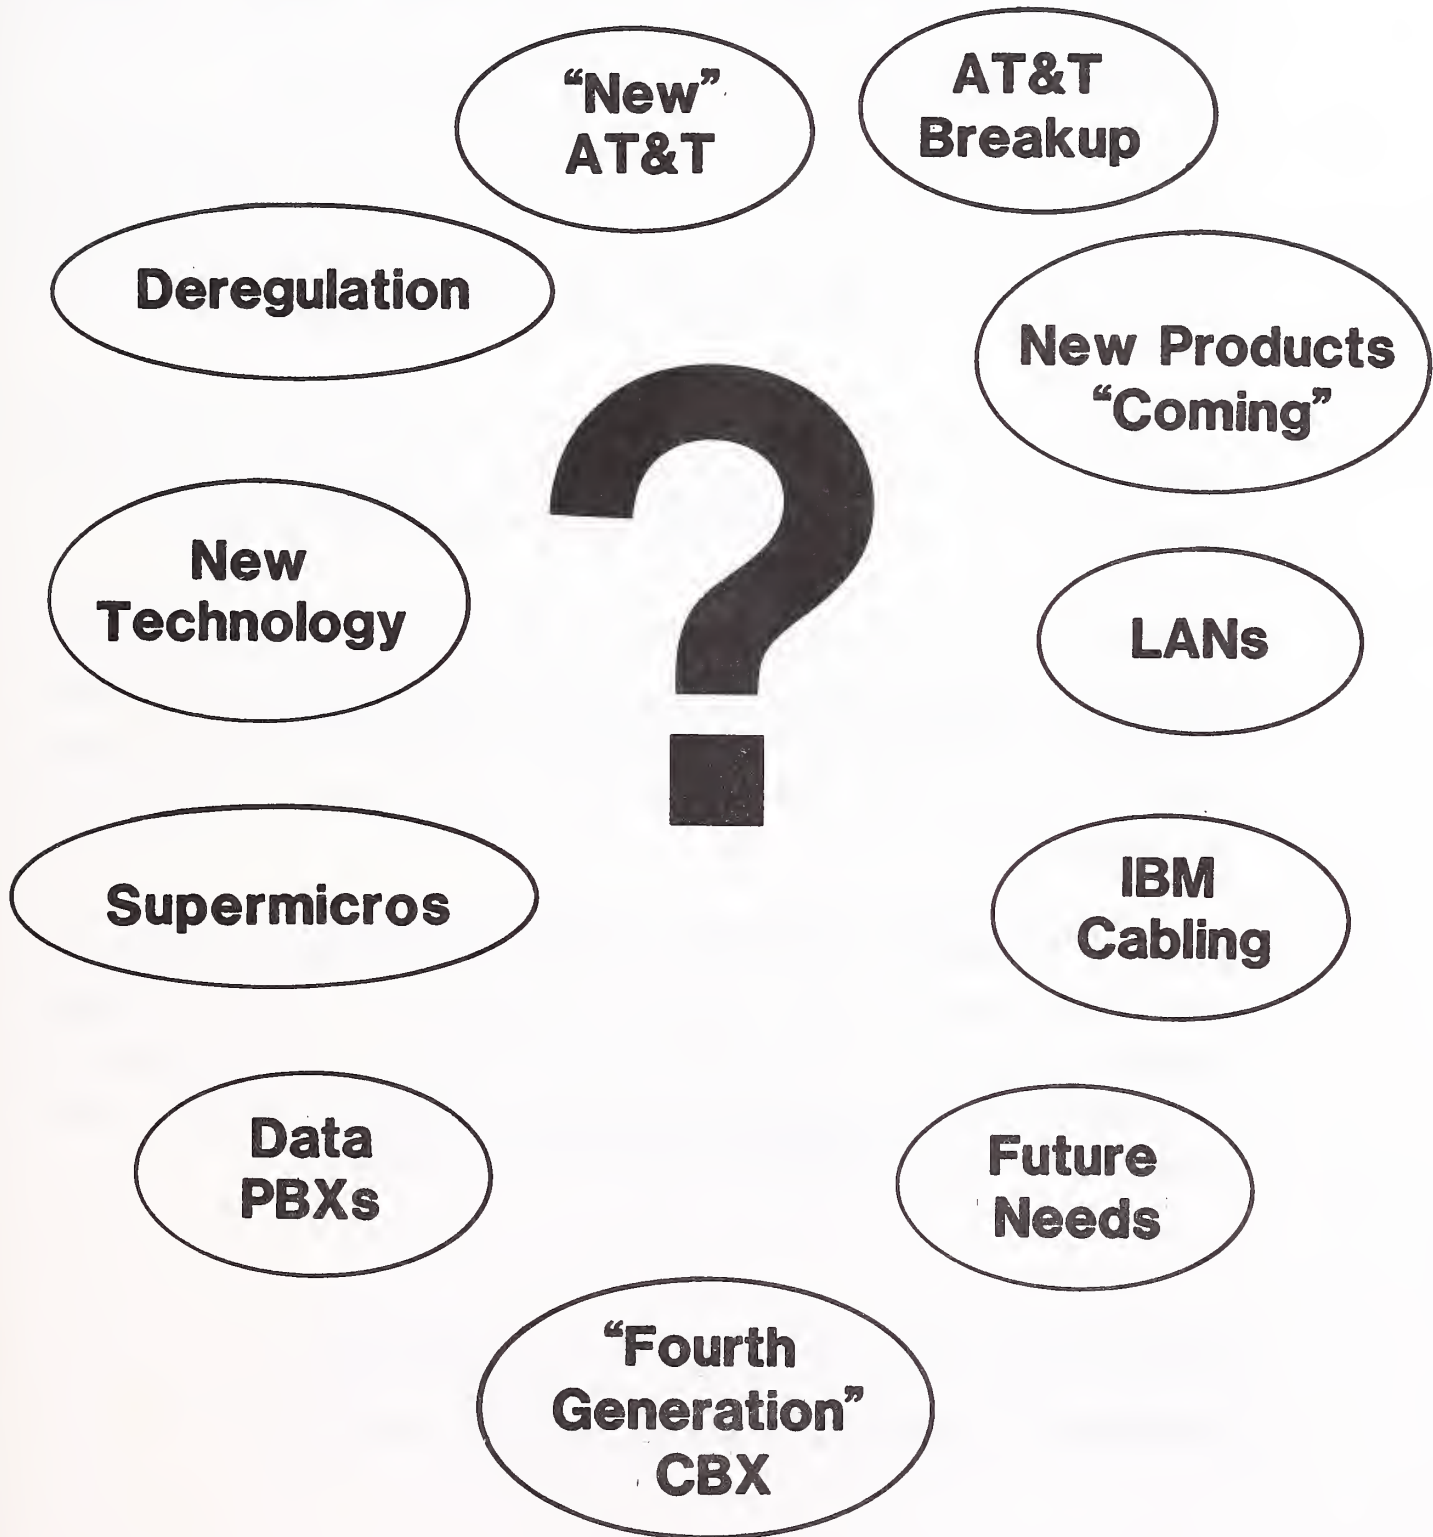 “New”
AT&T
AT&T
Breakup
Deregulation
New Products
“Coming”
?
New
Technology
LANs
Supermicros
IBM
Cabling
Data
PBXs
Future
Needs
“Fourth
Generation”
CBX